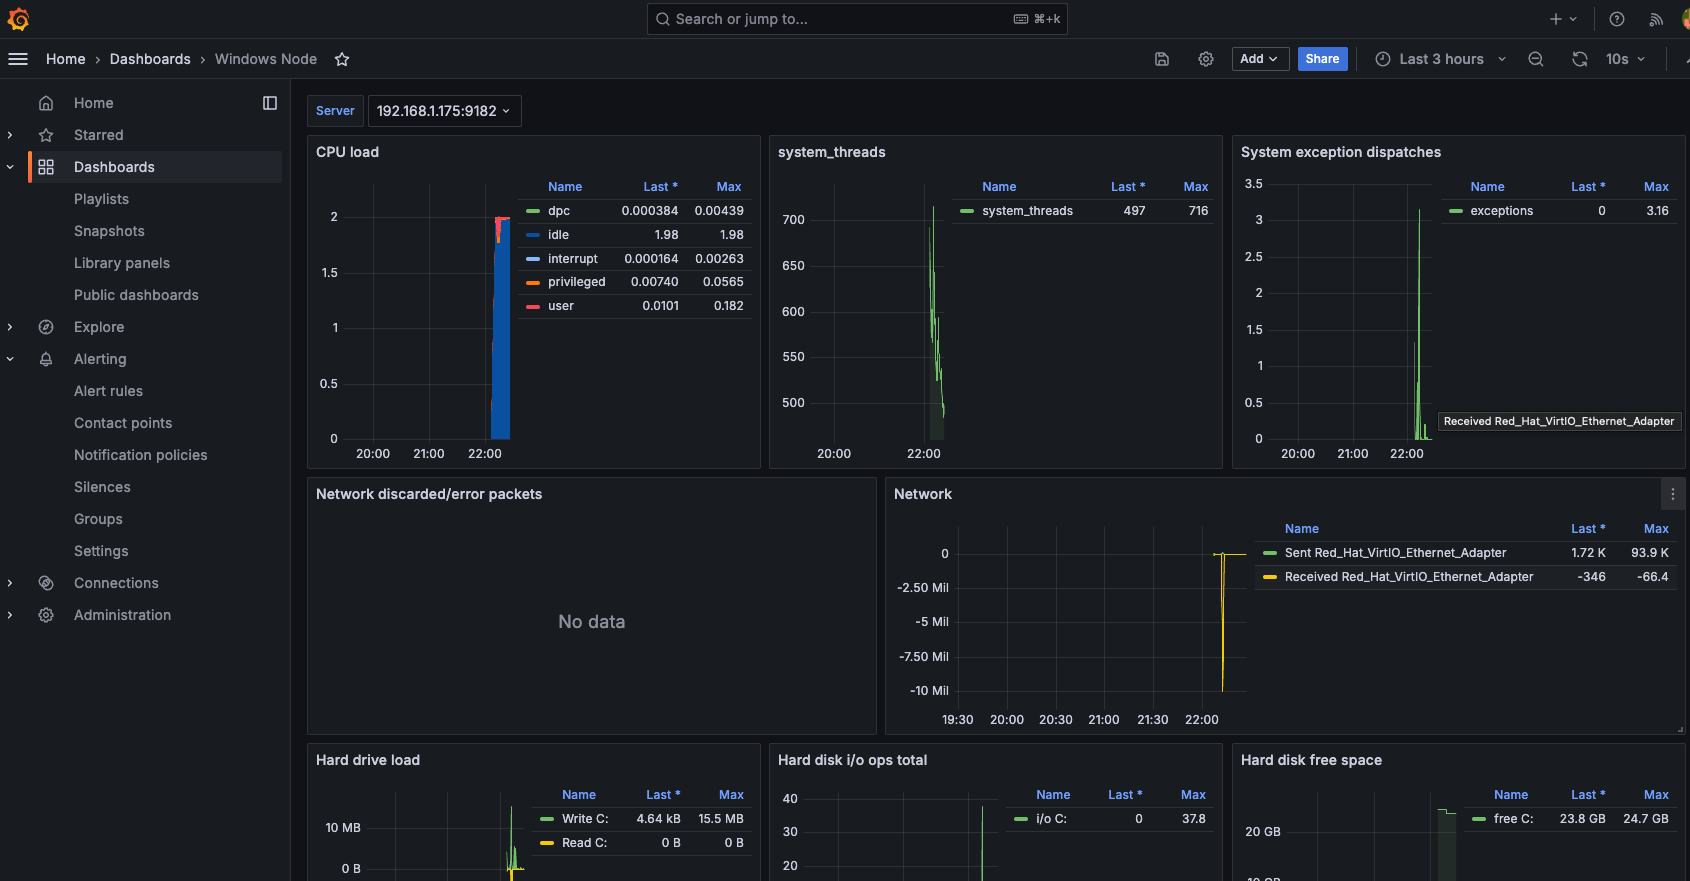 Search or jump to...
⌘+k
Home › Dashboards › Windows Node
Add
Share
Last 3 hours
10s
Home
Starred
Dashboards
Playlists
Snapshots
Library panels
Public dashboards
Explore
Alerting
Alert rules
Contact points
Notification policies
Silences
Groups
Settings
Connections
Administration
Server
192.168.1.175:9182
CPU load
2
1.5
1
0.5
0
20:00 21:00 22:00
Name Last * Max
dpc 0.000384 0.00439
idle 1.98 1.98
interrupt 0.000164 0.00263
privileged 0.00740 0.0565
user 0.0101 0.182
system_threads
700
650
600
550
500
20:00 22:00
Name Last * Max
system_threads 497 716
System exception dispatches
3.5
3
2.5
2
1.5
1
0.5
0
20:00 21:00 22:00
Name Last * Max
exceptions 0 3.16
Received Red_Hat_VirtIO_Ethernet_Adapter
Network discarded/error packets
No data
Network
0
-2.50 Mil
-5 Mil
-7.50 Mil
-10 Mil
19:30 20:00 20:30 21:00 21:30 22:00
Name Last * Max
Sent Red_Hat_VirtIO_Ethernet_Adapter 1.72 K 93.9 K
Received Red_Hat_VirtIO_Ethernet_Adapter -346 -66.4
Hard drive load
10 MB
0 B
Name Last * Max
Write C: 4.64 kB 15.5 MB
Read C: 0 B 0 B
Hard disk i/o ops total
40
30
20
Name Last * Max
i/o C: 0 37.8
Hard disk free space
20 GB
10 GB
Name Last * Max
free C: 23.8 GB 24.7 GB